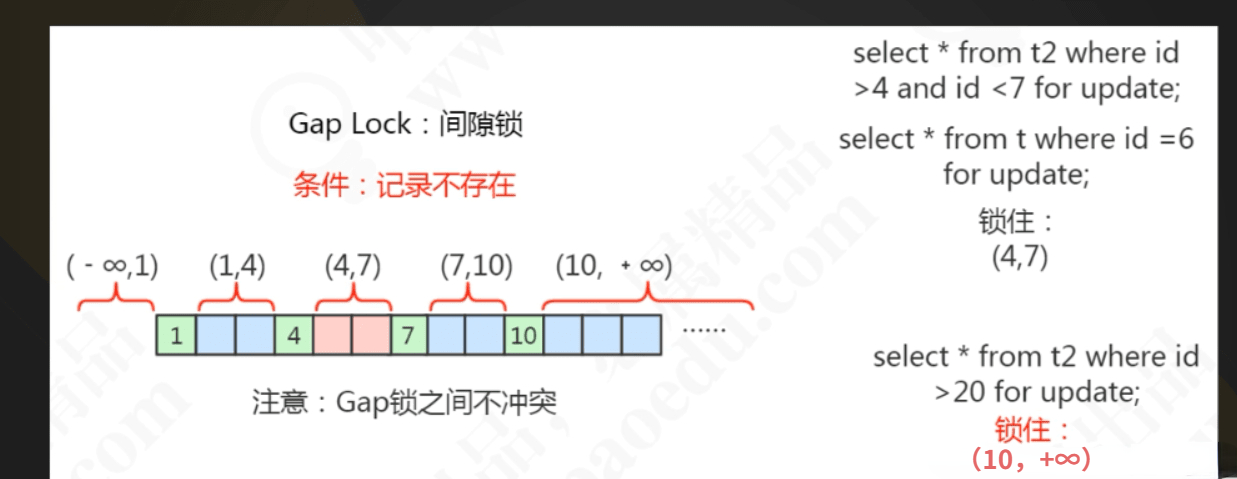 select * from t2 where id
>4 and id <7 for update;
Gap Lock：间隙锁
select * from t where id =6
for update;
条件：记录不存在
锁住：
(4,7)
( - ∞,1)
(1,4)
(4,7)
(7,10)
(10, + ∞)
1
4
7
10
......
select * from t2 where id
>20 for update;
注意：Gap锁之间不冲突
锁住：
（10，+∞）